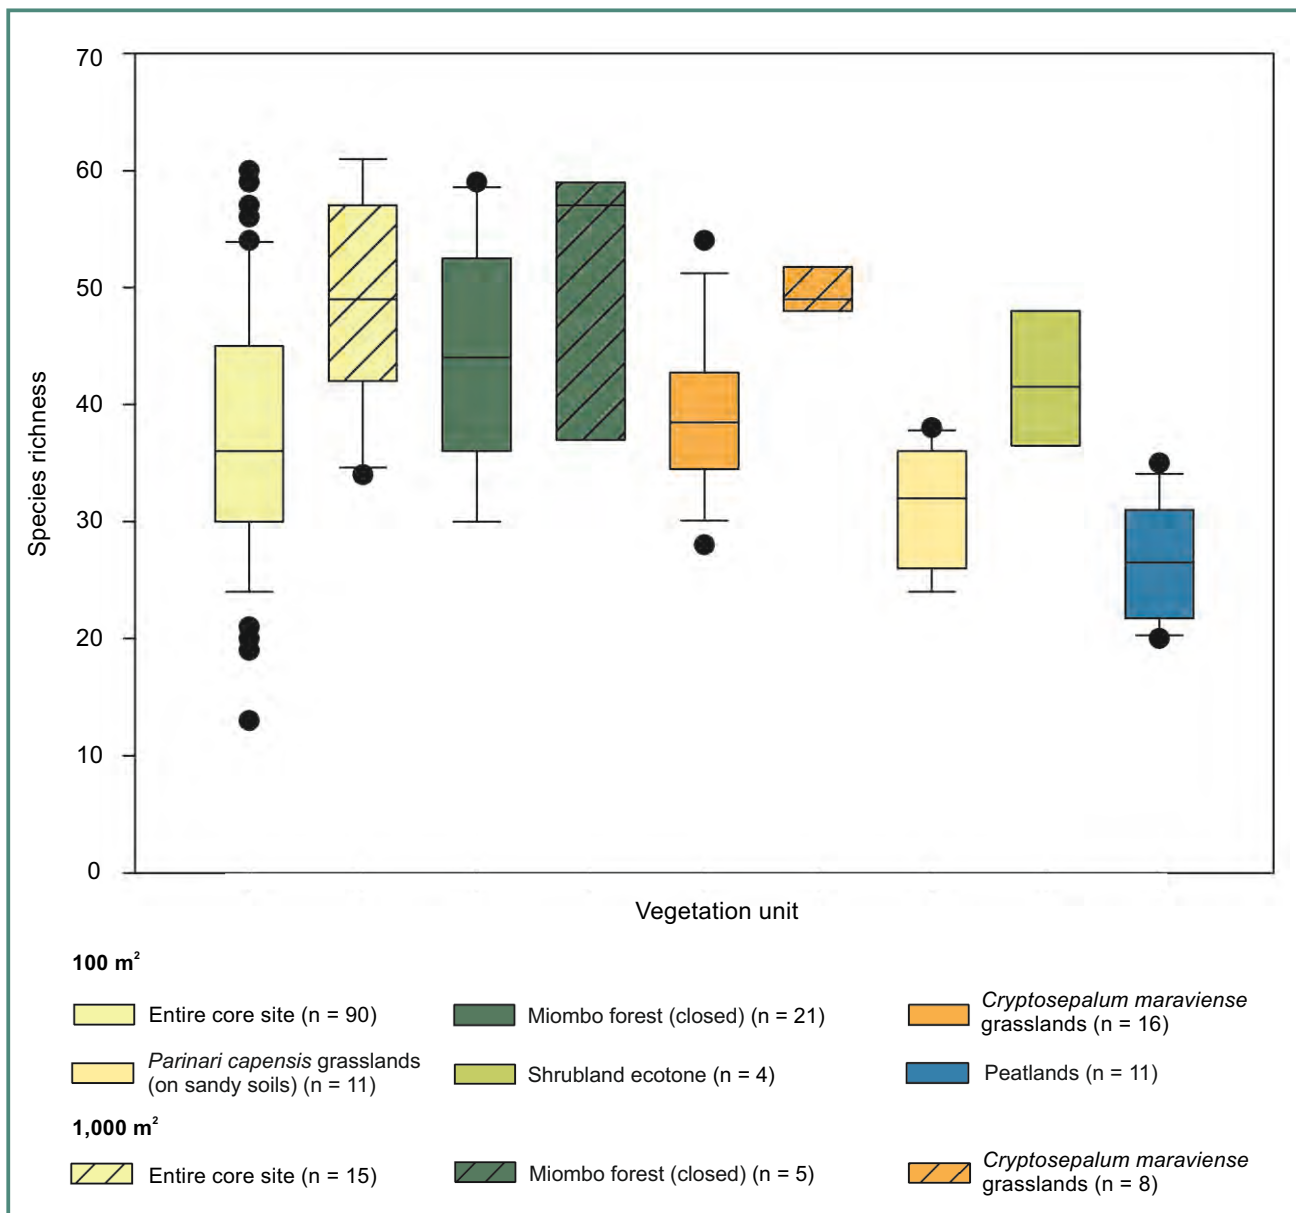 70
60
50
40
30
20
10
0
Species richness
Vegetation unit
100 m²
Entire core site (n = 90)
Miombo forest (closed) (n = 21)
Cryptosepalum maraviense
grasslands (n = 16)
Parinari capensis grasslands
(on sandy soils) (n = 11)
Shrubland ecotone (n = 4)
Peatlands (n = 11)
1,000 m²
Entire core site (n = 15)
Miombo forest (closed) (n = 5)
Cryptosepalum maraviense
grasslands (n = 8)